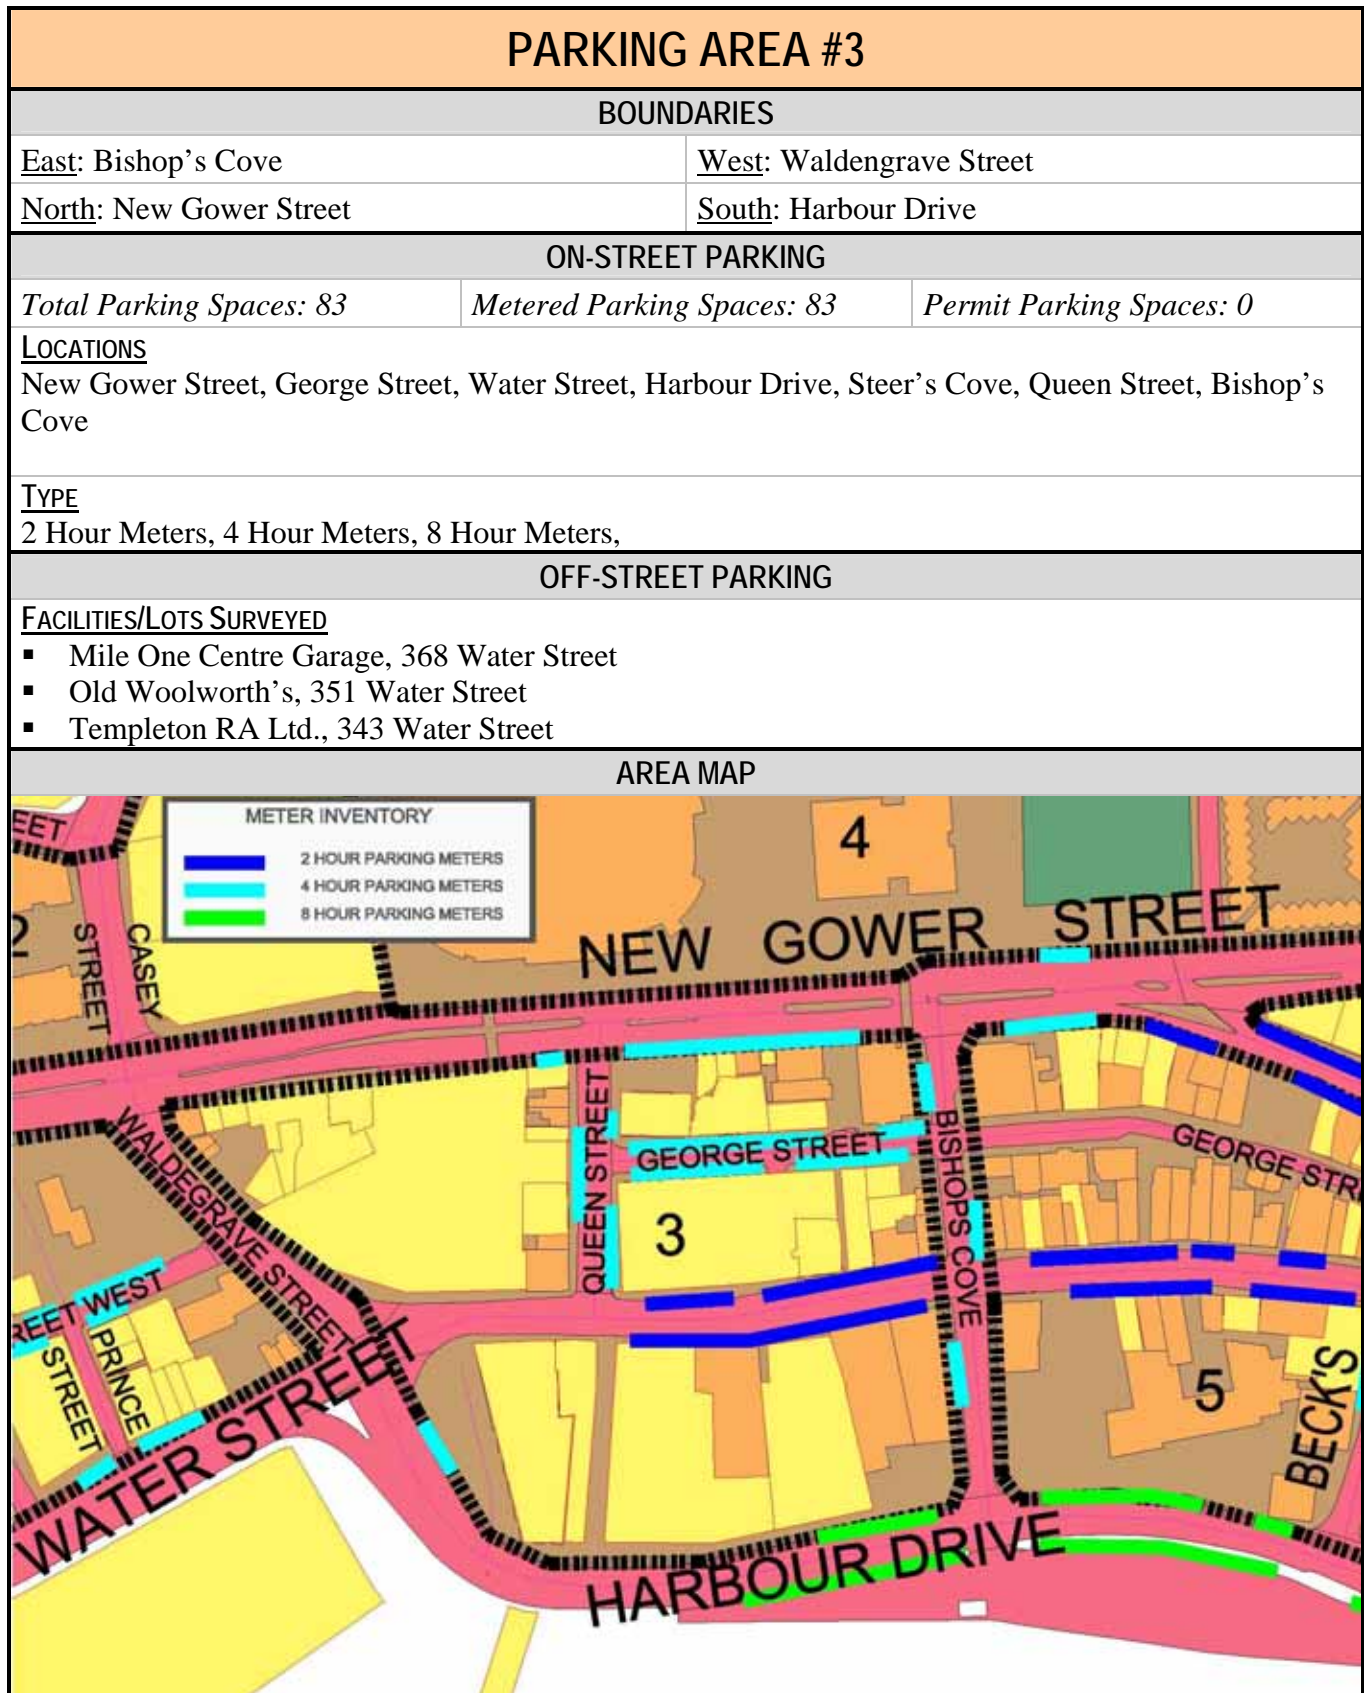 PARKING AREA #3
BOUNDARIES
East: Bishop's Cove
West: Waldengrave Street
North: New Gower Street
South: Harbour Drive
ON-STREET PARKING
Total Parking Spaces: 83
Metered Parking Spaces: 83
Permit Parking Spaces: 0
LOCATIONS
New Gower Street, George Street, Water Street, Harbour Drive, Steer's Cove, Queen Street, Bishop's
Cove
TYPE
2 Hour Meters, 4 Hour Meters, 8 Hour Meters,
OFF-STREET PARKING
FACILITIES/LOTS SURVEYED
▪ Mile One Centre Garage, 368 Water Street
▪ Old Woolworth's, 351 Water Street
▪ Templeton RA Ltd., 343 Water Street
AREA MAP
METER INVENTORY
2 HOUR PARKING METERS
4 HOUR PARKING METERS
8 HOUR PARKING METERS
EET
2
STREET
CASEY
4
NEW GOWER STREET
WALDEGRAVE STREET
QUEEN STREET
GEORGE STREET
BISHOPS COVE
GEORGE STR
3
REET WEST
PRINCE
STREET
WATER STREET
5
BECK'S
HARBOUR DRIVE